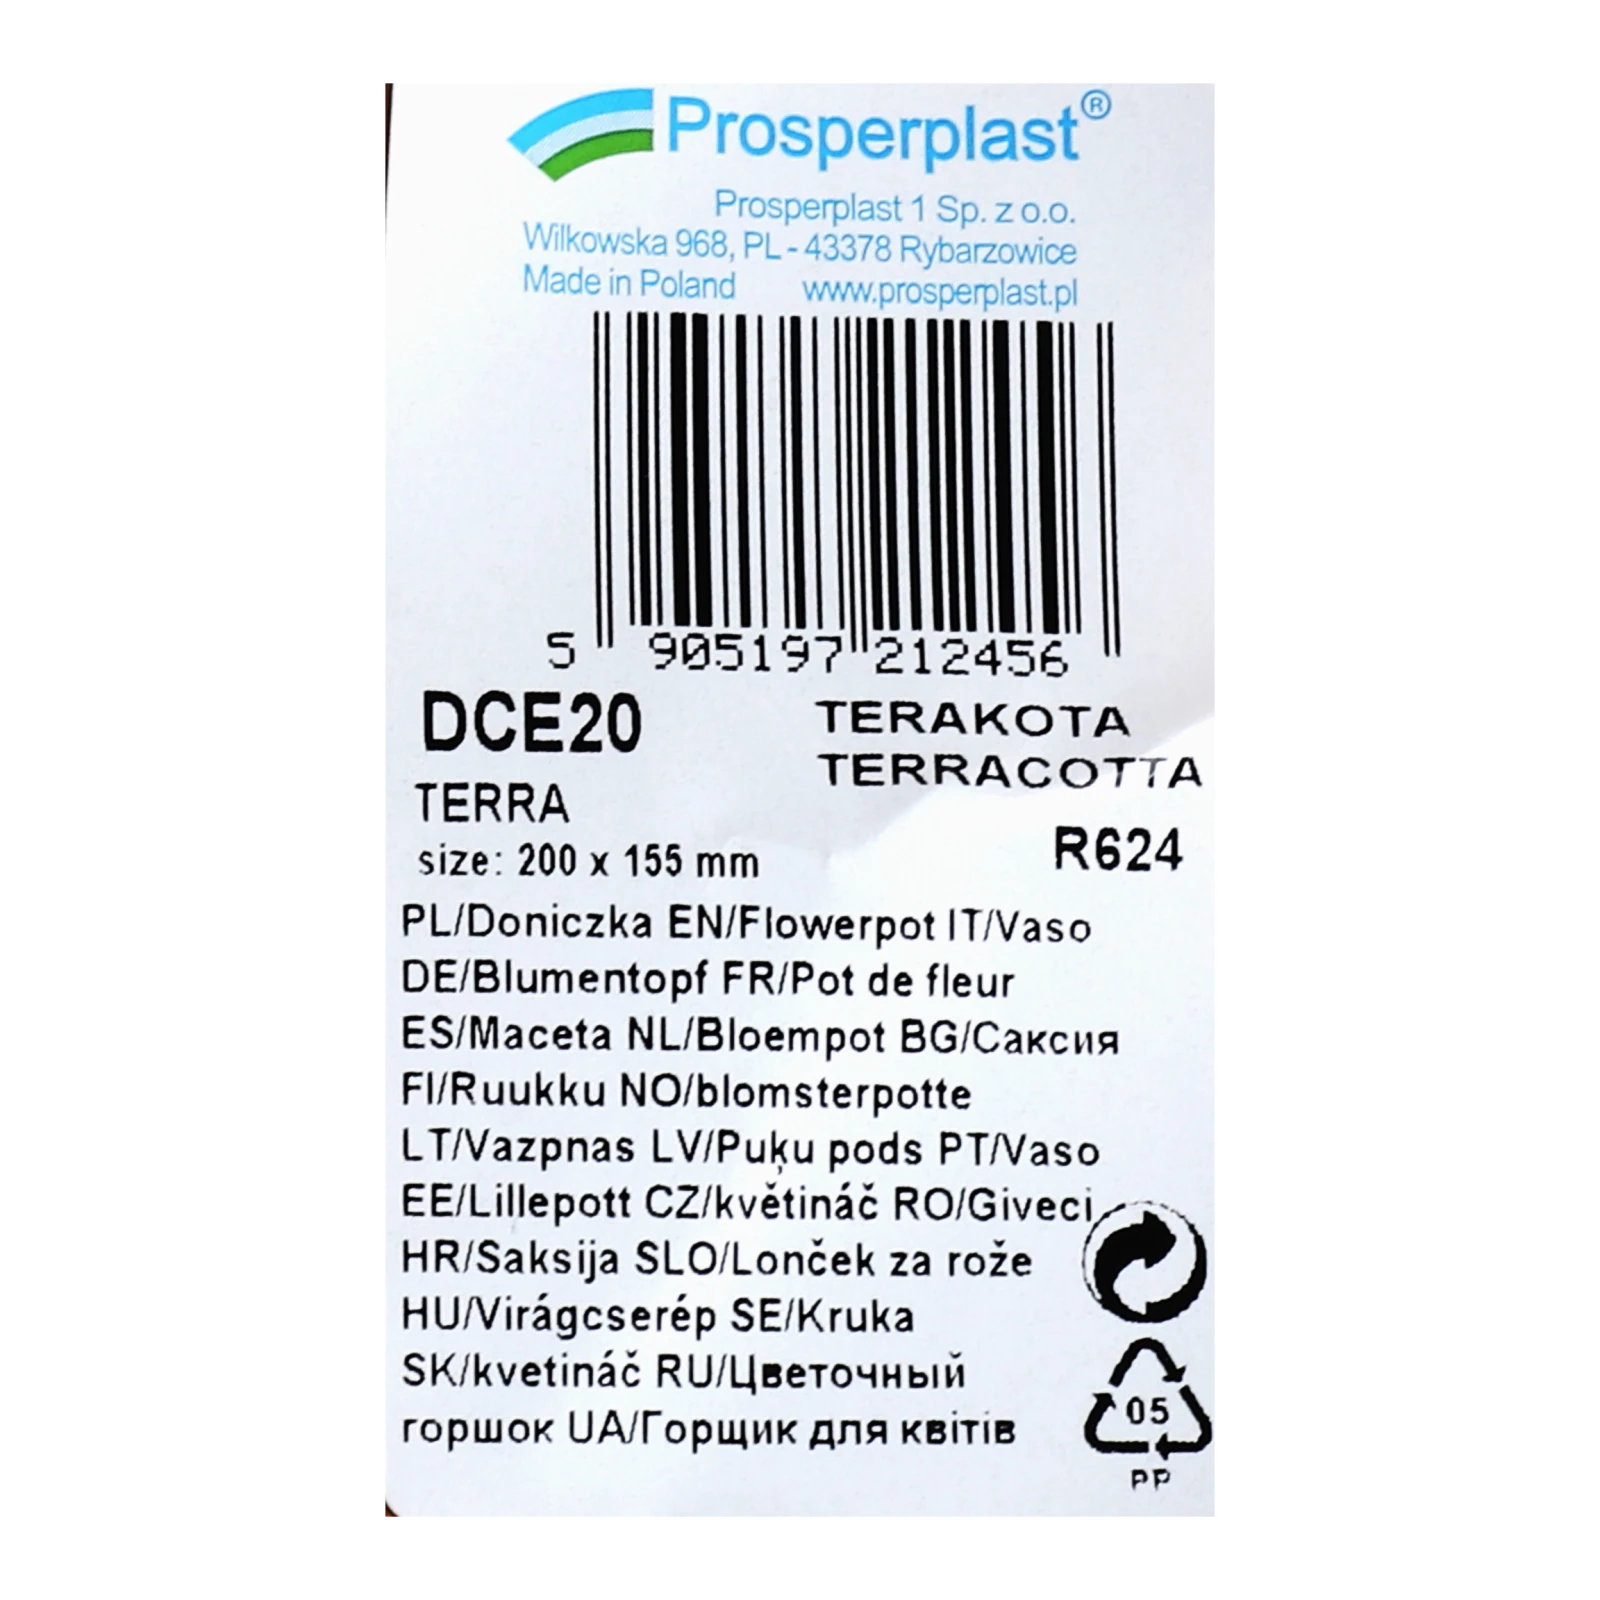 Prosperplast®
Prosperplast 1 Sp. z o.o.
Wilkowska 968, PL - 43378 Rybarzowice
Made in Poland www.prosperplast.pl
5 905197 212456
DCE20 TERAKOTA
TERRACOTTA
TERRA
R624
size: 200 x 155 mm
PL/Doniczka EN/Flowerpot IT/Vaso
DE/Blumentopf FR/Pot de fleur
ES/Maceta NL/Bloempot BG/Саксия
FI/Ruukku NO/blomsterpotte
LT/Vazpnas LV/Puķu pods PT/Vaso
EE/Lillepott CZ/květináč RO/Giveci
HR/Saksija SLO/Lonček za rože
HU/Virágcserép SE/Kruka
SK/kvetináč RU/Цветочный
горшок UA/Горщик для квітів
05
PP